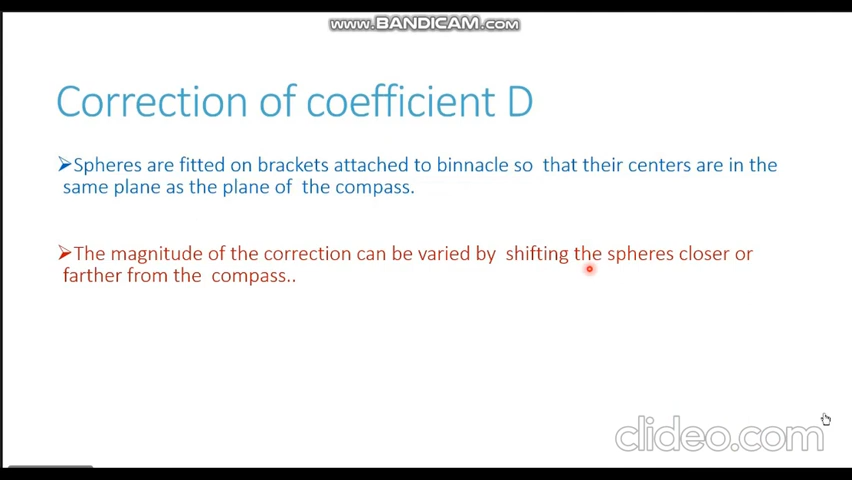 www.BANDICAM.com
Correction of coefficient D
➢Spheres are fitted on brackets attached to binnacle so that their centers are in the
same plane as the plane of the compass.
➢The magnitude of the correction can be varied by shifting the spheres closer or
farther from the compass..
clideo.com